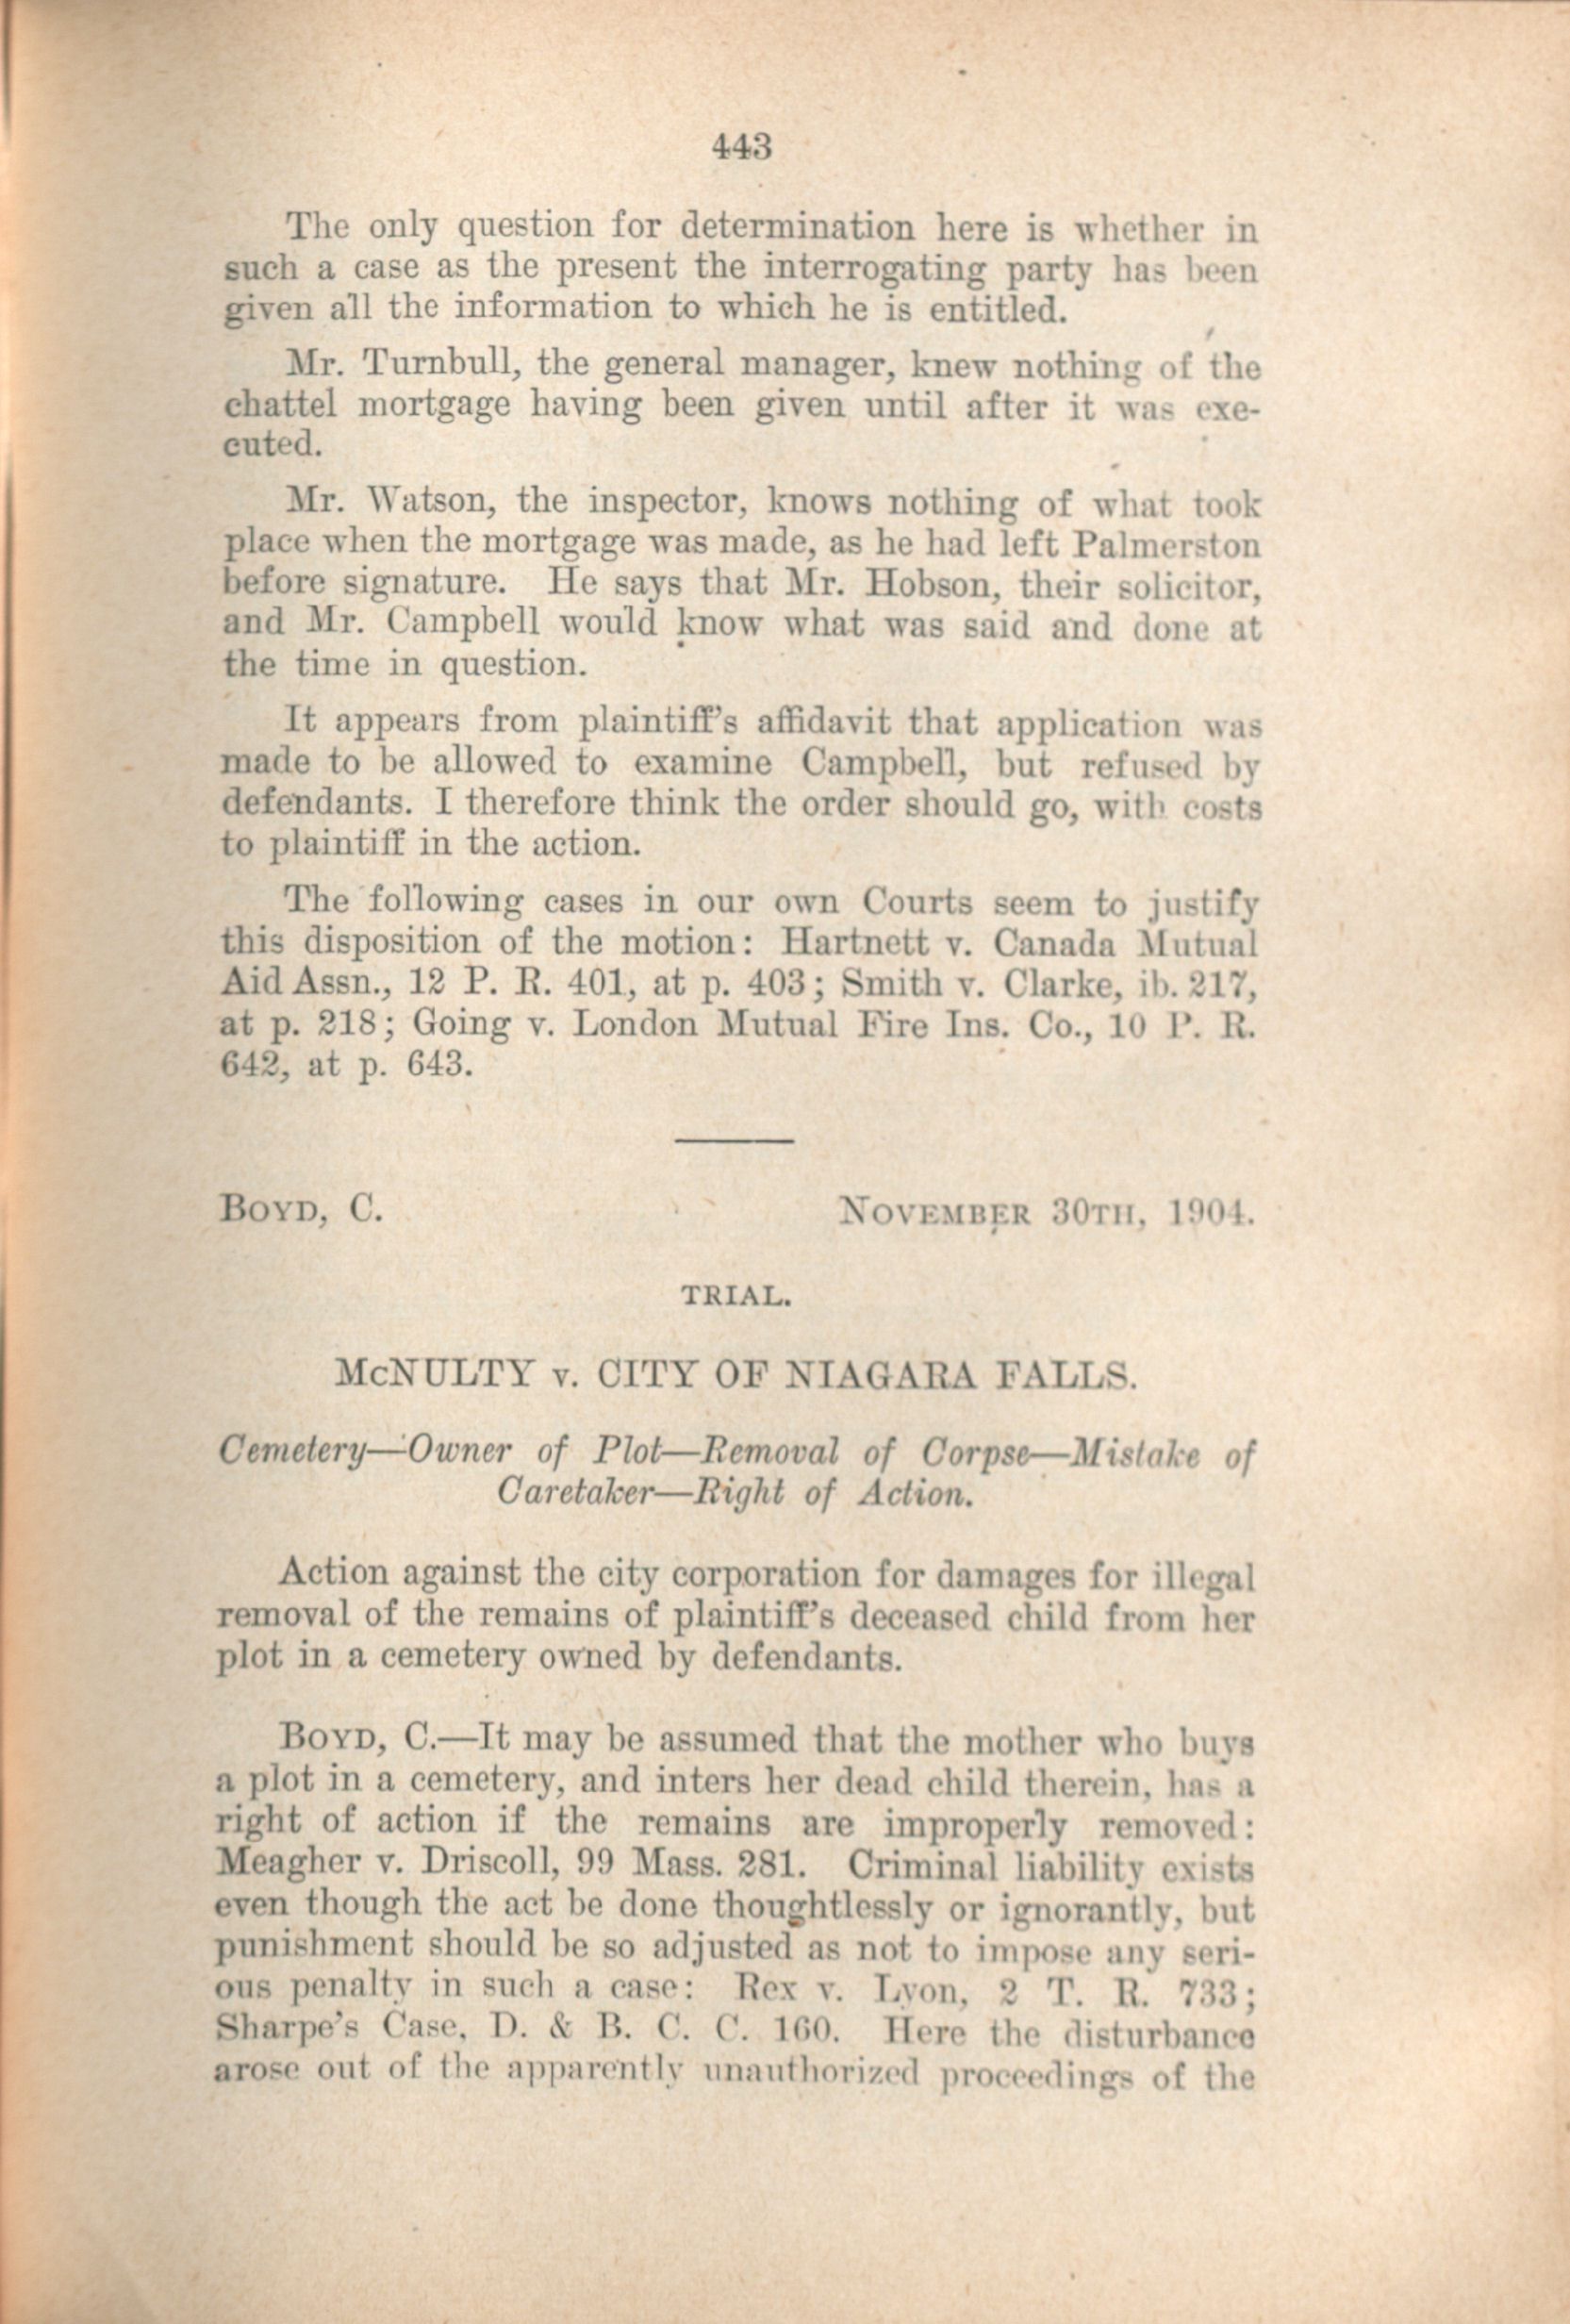 443
The only question for determination here is whether in
such a case as the present the interrogating party has been
given all the information to which he is entitled.
Mr. Turnbull, the general manager, knew nothing of the
chattel mortgage having been given until after it was exe-
cuted.
Mr. Watson, the inspector, knows nothing of what took
place when the mortgage was made, as he had left Palmerston
before signature. He says that Mr. Hobson, their solicitor,
and Mr. Campbell would know what was said and done at
the time in question.
It appears from plaintiff's affidavit that application was
made to be allowed to examine Campbell, but refused by
defendants. I therefore think the order should go, with costs
to plaintiff in the action.
The following cases in our own Courts seem to justify
this disposition of the motion: Hartnett v. Canada Mutual
Aid Assn., 12 P. R. 401, at p. 403; Smith v. Clarke, ib. 217,
at p. 218; Going v. London Mutual Fire Ins. Co., 10 P. R.
642, at p. 643.
BOYD, C. NOVEMBER 30TH, 1904.
TRIAL.
McNULTY v. CITY OF NIAGARA FALLS.
Cemetery—Owner of Plot—Removal of Corpse—Mistake of
Caretaker—Right of Action.
Action against the city corporation for damages for illegal
removal of the remains of plaintiff's deceased child from her
plot in a cemetery owned by defendants.
BOYD, C.—It may be assumed that the mother who buys
a plot in a cemetery, and inters her dead child therein, has a
right of action if the remains are improperly removed:
Meagher v. Driscoll, 99 Mass. 281. Criminal liability exists
even though the act be done thoughtlessly or ignorantly, but
punishment should be so adjusted as not to impose any seri-
ous penalty in such a case: Rex v. Lyon, 2 T. R. 733;
Sharpe's Case, D. & B. C. C. 160. Here the disturbance
arose out of the apparently unauthorized proceedings of the